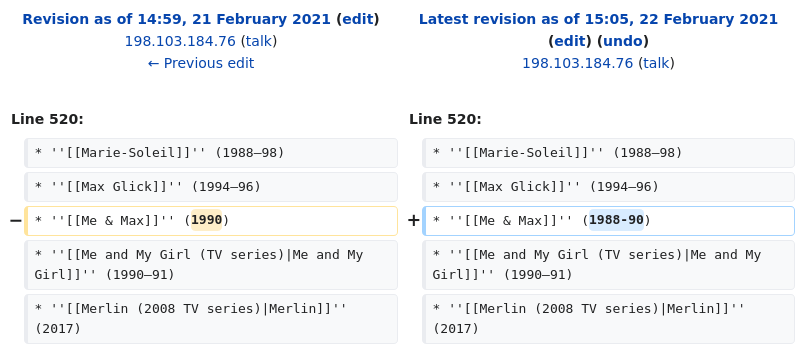 Revision as of 14:59, 21 February 2021 (edit)
198.103.184.76 (talk)
← Previous edit
Latest revision as of 15:05, 22 February 2021
(edit) (undo)
198.103.184.76 (talk)
Line 520:
* ''[[Marie-Soleil]]'' (1988–98)
* ''[[Max Glick]]'' (1994–96)
− * ''[[Me & Max]]'' (1990)
* ''[[Me and My Girl (TV series)|Me and My
Girl]]'' (1990–91)
* ''[[Merlin (2008 TV series)|Merlin]]''
(2017)
Line 520:
* ''[[Marie-Soleil]]'' (1988–98)
* ''[[Max Glick]]'' (1994–96)
+ * ''[[Me & Max]]'' (1988-90)
* ''[[Me and My Girl (TV series)|Me and My
Girl]]'' (1990–91)
* ''[[Merlin (2008 TV series)|Merlin]]''
(2017)